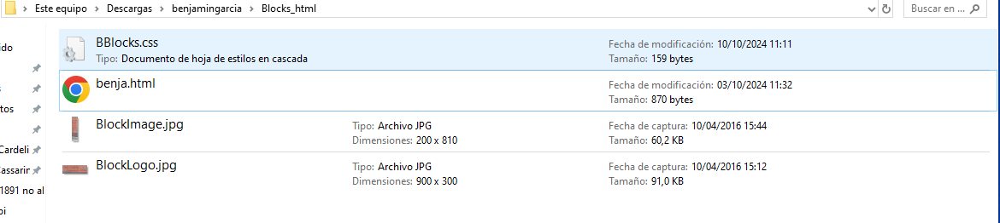 Este equipo > Descargas > benjamingarcia > Blocks_html
Buscar en ...
ido
tos
Cardeli
Cassarir
1891 no al
pi
BBlocks.css
Tipo: Documento de hoja de estilos en cascada
Fecha de modificación: 10/10/2024 11:11
Tamaño: 159 bytes
benja.html
Fecha de modificación: 03/10/2024 11:32
Tamaño: 870 bytes
BlockImage.jpg
Tipo: Archivo JPG
Dimensiones: 200 x 810
Fecha de captura: 10/04/2016 15:44
Tamaño: 60,2 KB
BlockLogo.jpg
Tipo: Archivo JPG
Dimensiones: 900 x 300
Fecha de captura: 10/04/2016 15:12
Tamaño: 91,0 KB